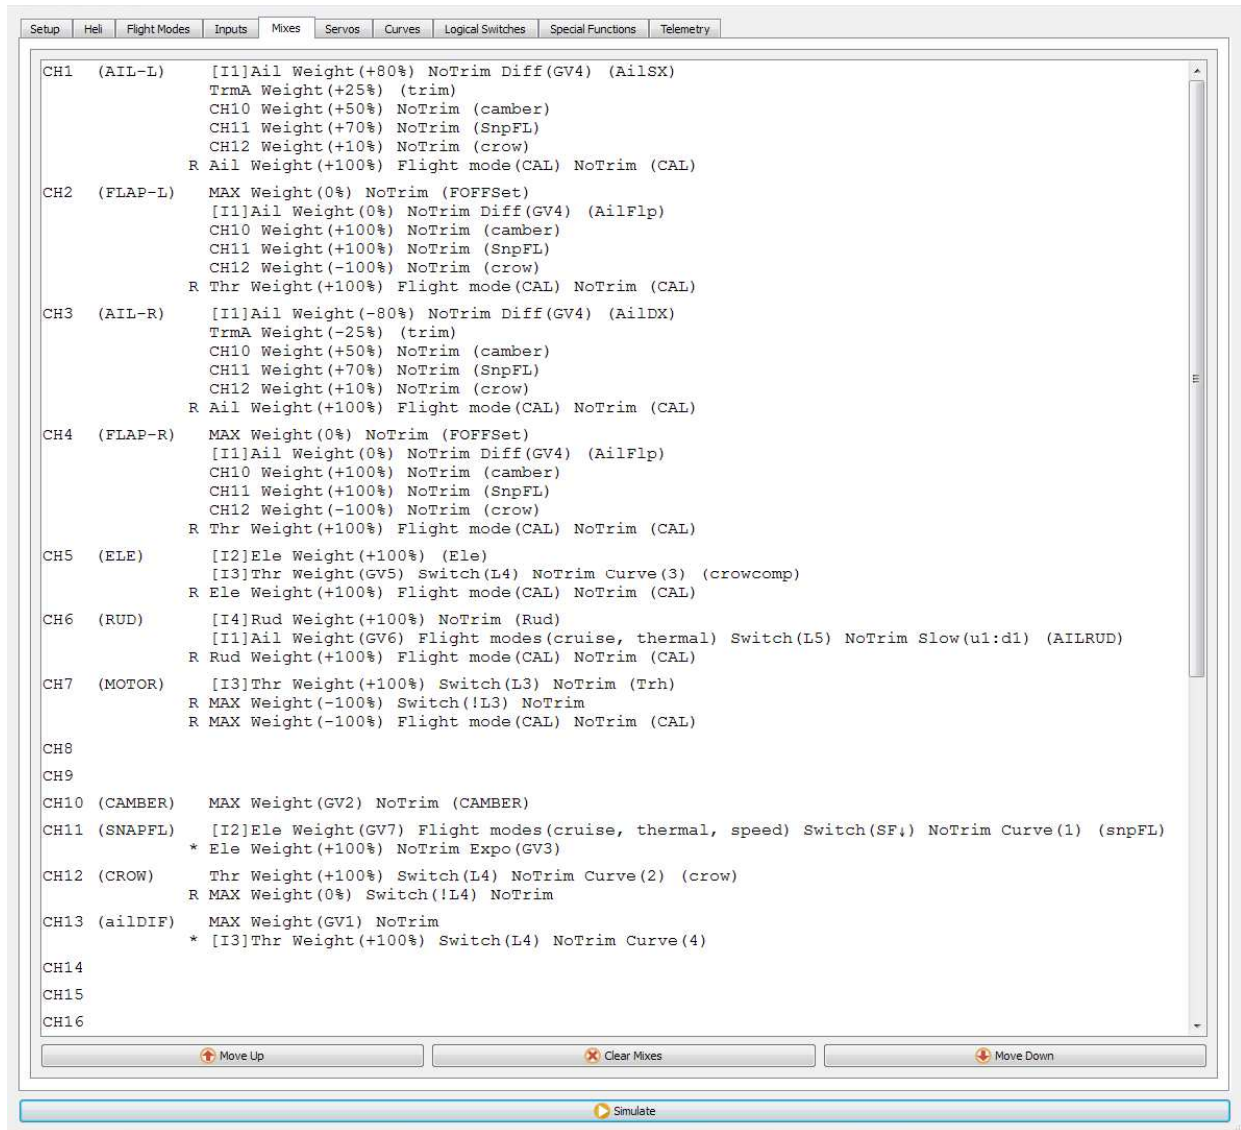 Setup Heli Flight Modes Inputs Mixes Servos Curves Logical Switches Special Functions Telemetry
CH1 (AIL-L) [I1]Ail Weight(+80%) NoTrim Diff(GV4) (AilSX)
TrmA Weight(+25%) (trim)
CH10 Weight(+50%) NoTrim (camber)
CH11 Weight(+70%) NoTrim (SnpFL)
CH12 Weight(+10%) NoTrim (crow)
R Ail Weight(+100%) Flight mode(CAL) NoTrim (CAL)
CH2 (FLAP-L) MAX Weight(0%) NoTrim (FOFFSet)
[I1]Ail Weight(0%) NoTrim Diff(GV4) (AilFlp)
CH10 Weight(+100%) NoTrim (camber)
CH11 Weight(+100%) NoTrim (SnpFL)
CH12 Weight(-100%) NoTrim (crow)
R Thr Weight(+100%) Flight mode(CAL) NoTrim (CAL)
CH3 (AIL-R) [I1]Ail Weight(-80%) NoTrim Diff(GV4) (AilDX)
TrmA Weight(-25%) (trim)
CH10 Weight(+50%) NoTrim (camber)
CH11 Weight(+70%) NoTrim (SnpFL)
CH12 Weight(+10%) NoTrim (crow)
R Ail Weight(+100%) Flight mode(CAL) NoTrim (CAL)
CH4 (FLAP-R) MAX Weight(0%) NoTrim (FOFFSet)
[I1]Ail Weight(0%) NoTrim Diff(GV4) (AilFlp)
CH10 Weight(+100%) NoTrim (camber)
CH11 Weight(+100%) NoTrim (SnpFL)
CH12 Weight(-100%) NoTrim (crow)
R Thr Weight(+100%) Flight mode(CAL) NoTrim (CAL)
CH5 (ELE) [I2]Ele Weight(+100%) (Ele)
[I3]Thr Weight(GV5) Switch(L4) NoTrim Curve(3) (crowcomp)
R Ele Weight(+100%) Flight mode(CAL) NoTrim (CAL)
CH6 (RUD) [I4]Rud Weight(+100%) NoTrim (Rud)
[I1]Ail Weight(GV6) Flight modes(cruise, thermal) Switch(L5) NoTrim Slow(u1:d1) (AILRUD)
R Rud Weight(+100%) Flight mode(CAL) NoTrim (CAL)
CH7 (MOTOR) [I3]Thr Weight(+100%) Switch(L3) NoTrim (Trh)
R MAX Weight(-100%) Switch(!L3) NoTrim
R MAX Weight(-100%) Flight mode(CAL) NoTrim (CAL)
CH8
CH9
CH10 (CAMBER) MAX Weight(GV2) NoTrim (CAMBER)
CH11 (SNAPFL) [I2]Ele Weight(GV7) Flight modes(cruise, thermal, speed) Switch(SF↓) NoTrim Curve(1) (snpFL)
* Ele Weight(+100%) NoTrim Expo(GV3)
CH12 (CROW) Thr Weight(+100%) Switch(L4) NoTrim Curve(2) (crow)
R MAX Weight(0%) Switch(!L4) NoTrim
CH13 (ailDIF) MAX Weight(GV1) NoTrim
* [I3]Thr Weight(+100%) Switch(L4) NoTrim Curve(4)
CH14
CH15
CH16
Move Up Clear Mixes Move Down
Simulate